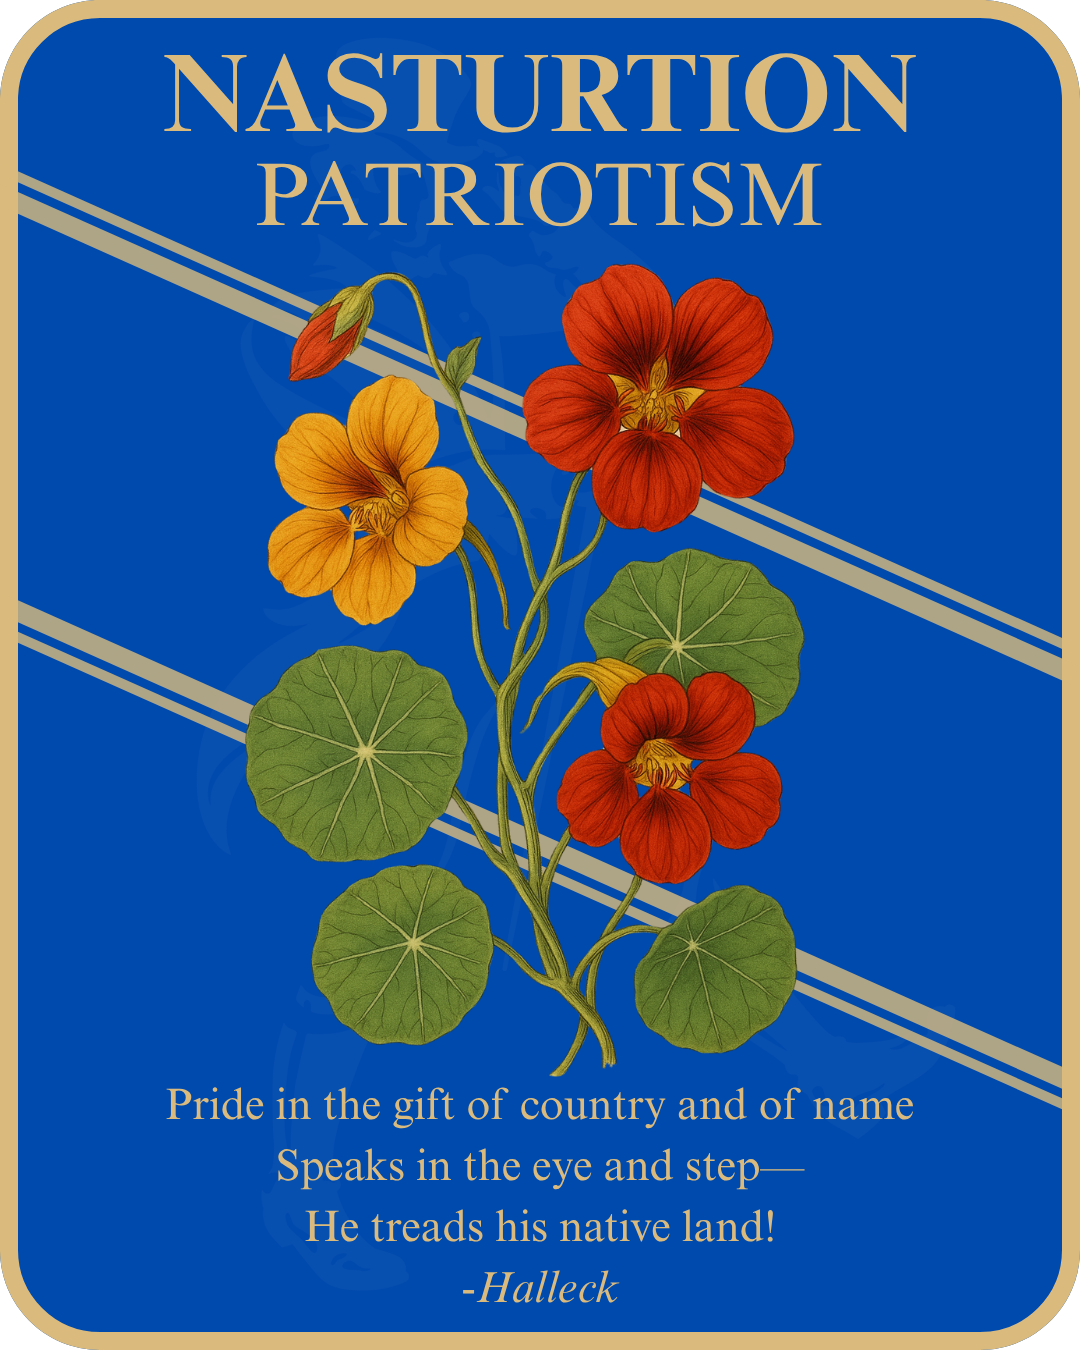 NASTURTION
PATRIOTISM
Pride in the gift of country and of name
Speaks in the eye and step—
He treads his native land!
-Halleck